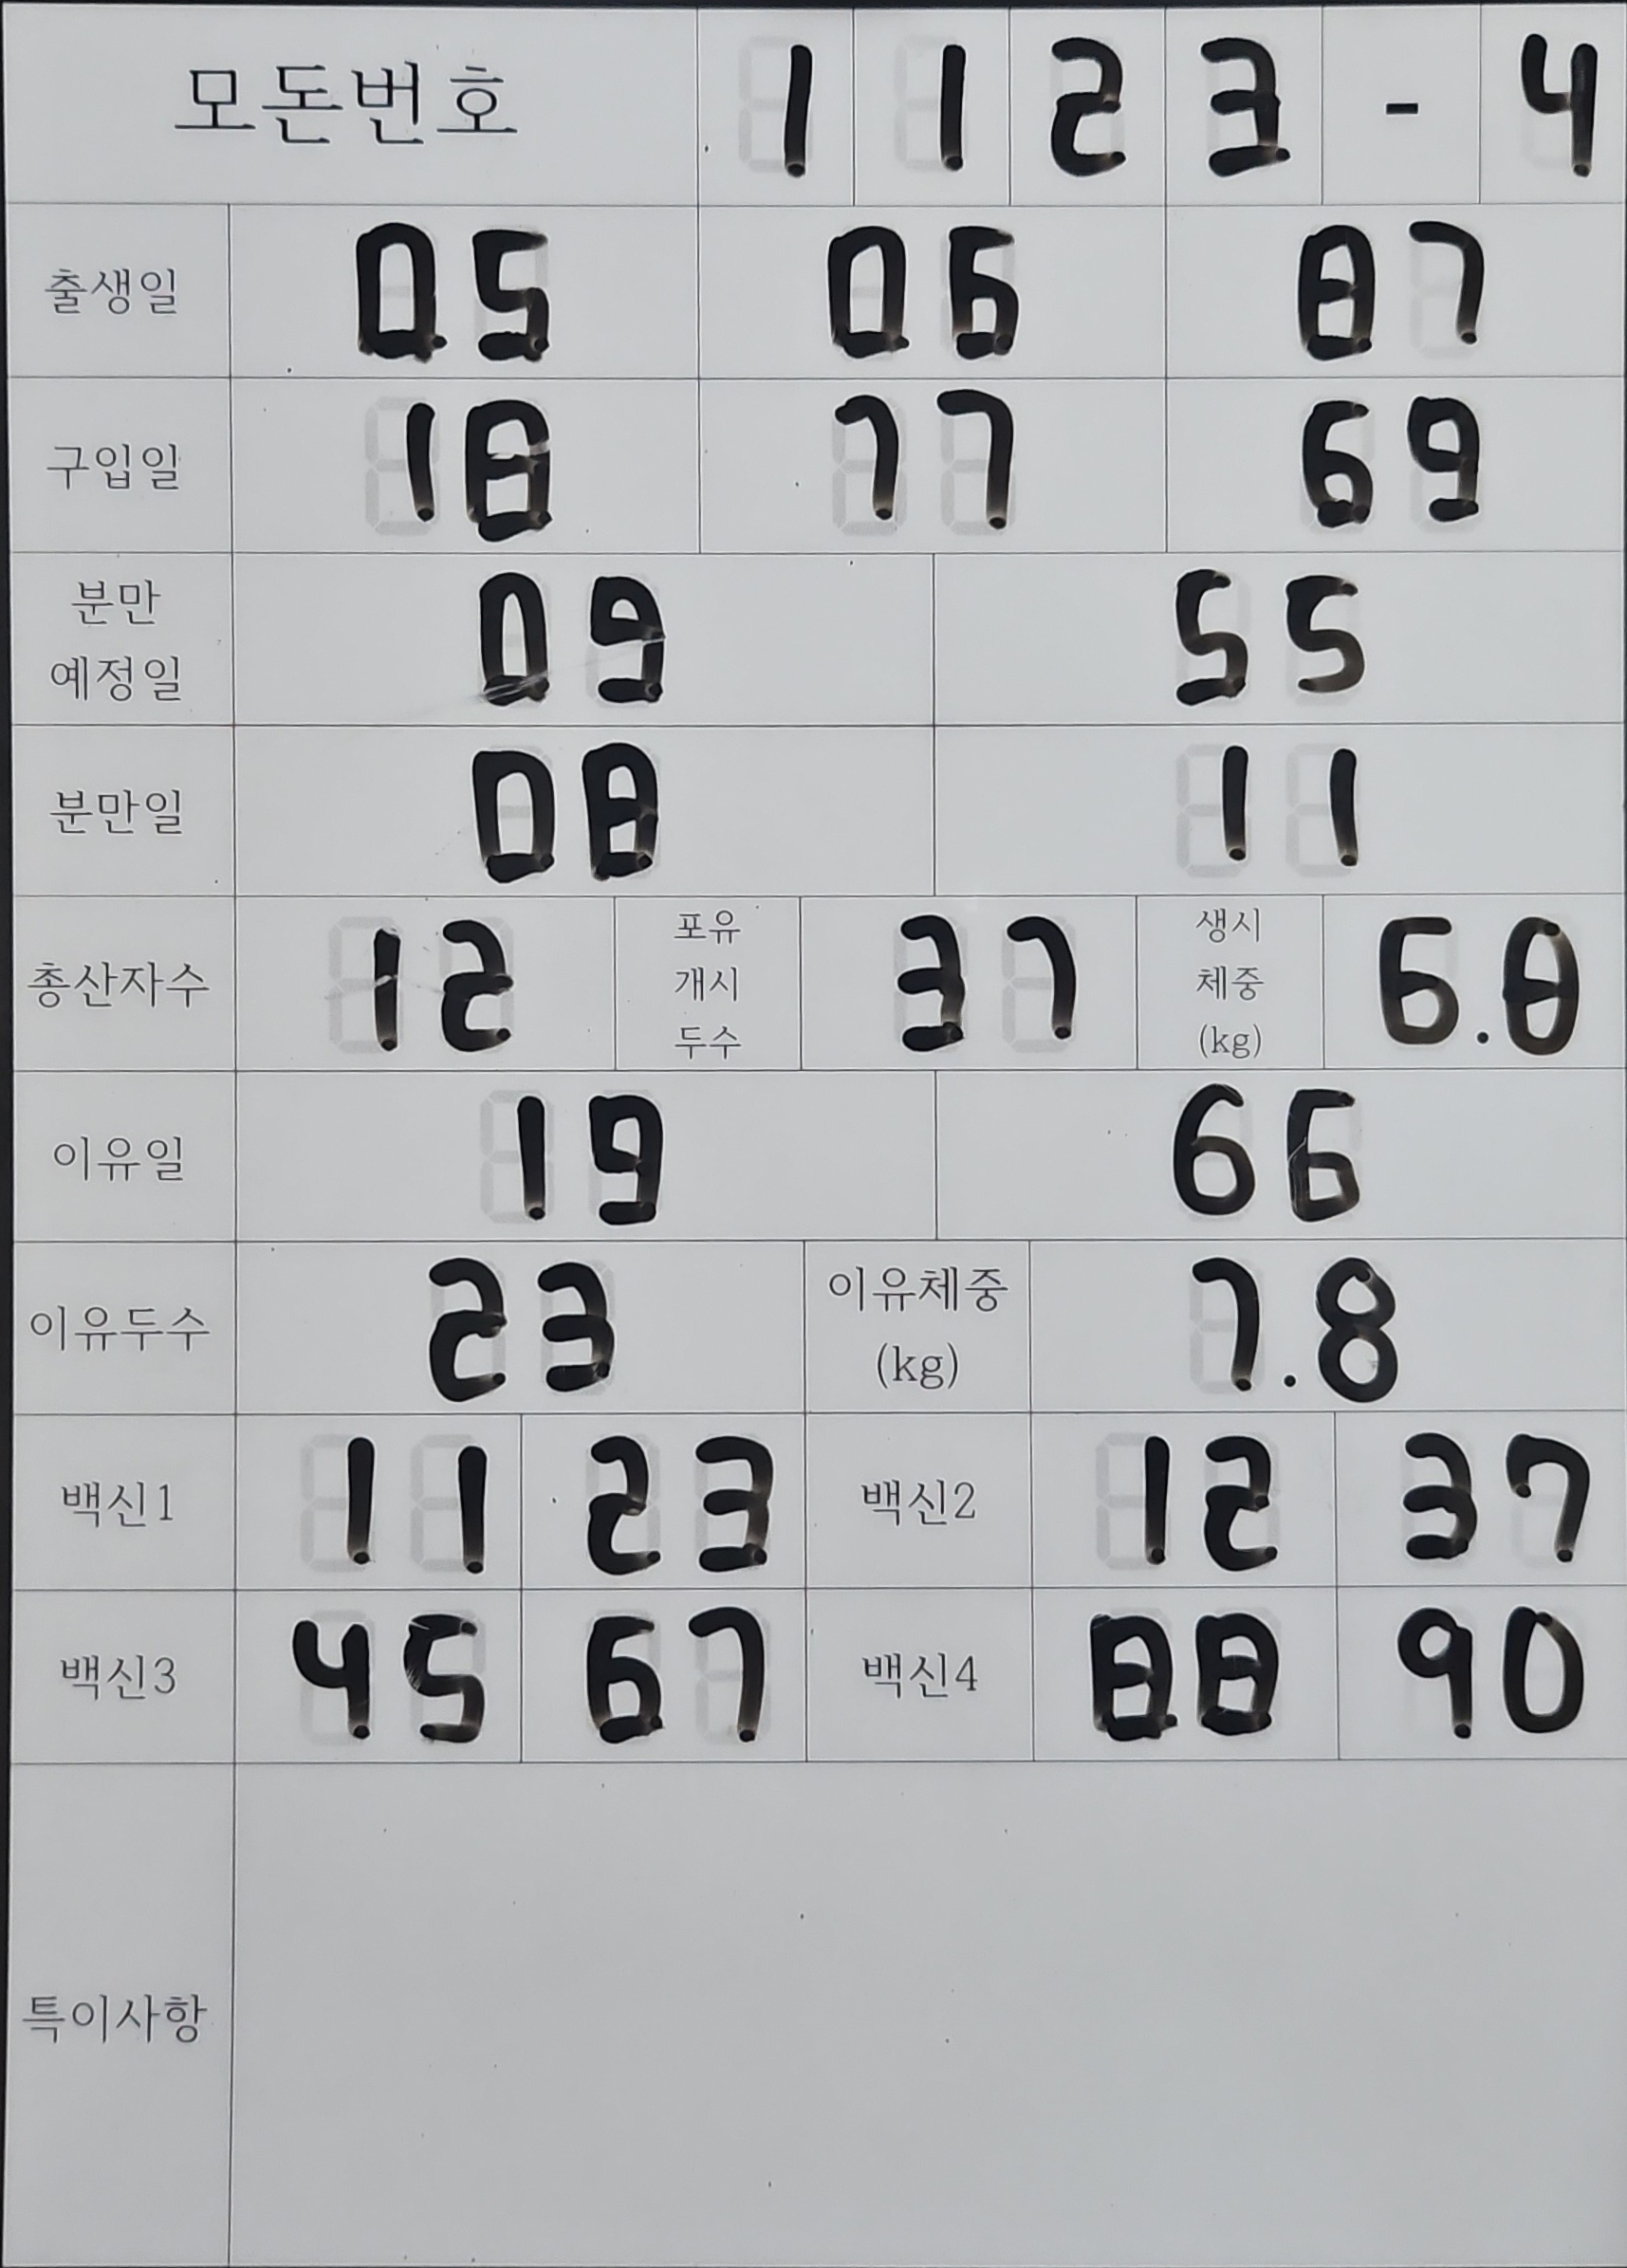 모돈번호 1 1 2 3 - 4
출생일 05 06 87
구입일 18 77 69
분만 예정일 09 55
분만일 08 11
총산자수 12 포유 개시 두수 37 생시 체중 (kg) 6.8
이유일 19 66
이유두수 23 이유체중 (kg) 7.8
백신1 11 23 백신2 12 37
백신3 45 67 백신4 88 90
특이사항